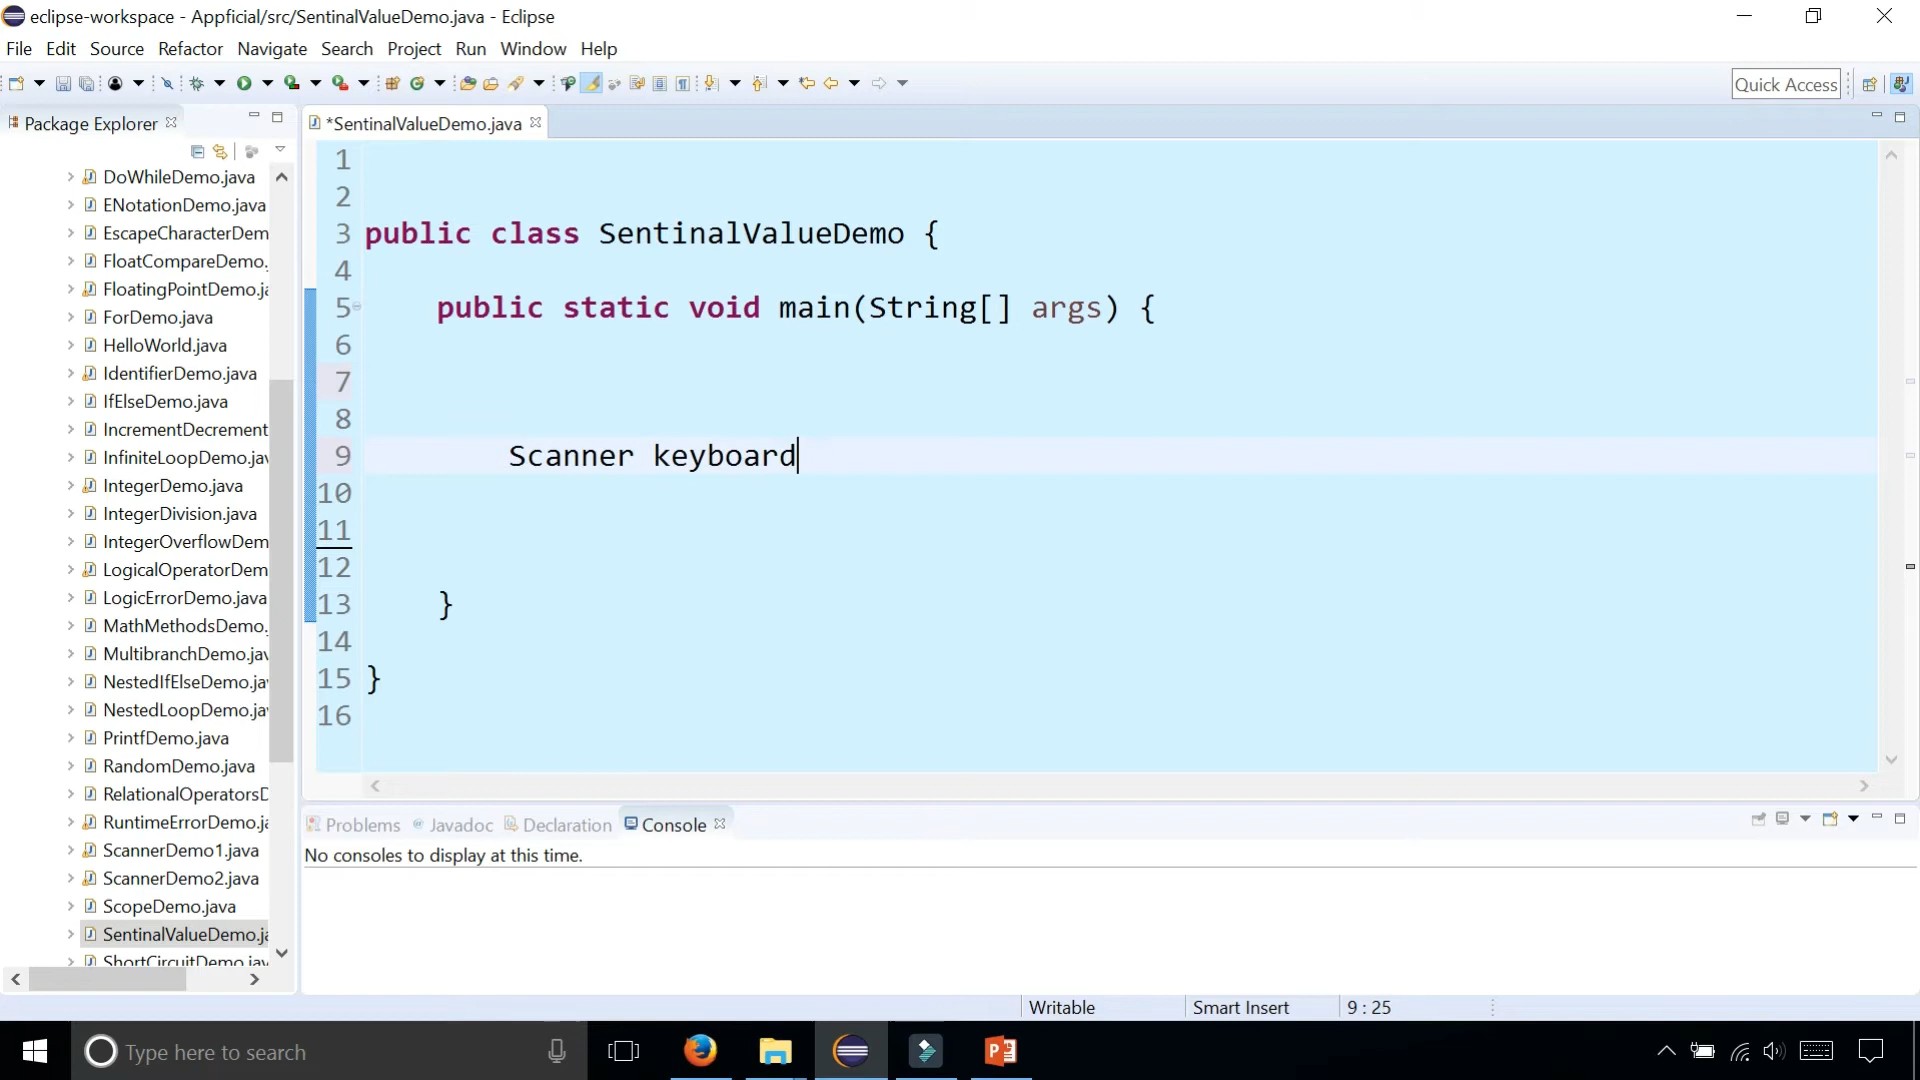 eclipse-workspace - Appficial/src/SentinalValueDemo.java - Eclipse
File Edit Source Refactor Navigate Search Project Run Window Help
Quick Access
Package Explorer
*SentinalValueDemo.java
DoWhileDemo.java
ENotationDemo.java
EscapeCharacterDem
FloatCompareDemo.
FloatingPointDemo.ja
ForDemo.java
HelloWorld.java
IdentifierDemo.java
IfElseDemo.java
IncrementDecrement
InfiniteLoopDemo.jav
IntegerDemo.java
IntegerDivision.java
IntegerOverflowDem
LogicalOperatorDem
LogicErrorDemo.java
MathMethodsDemo.
MultibranchDemo.jav
NestedIfElseDemo.ja
NestedLoopDemo.jav
PrintfDemo.java
RandomDemo.java
RelationalOperatorsD
RuntimeErrorDemo.ja
ScannerDemo1.java
ScannerDemo2.java
ScopeDemo.java
SentinalValueDemo.ja
ShortCircuitDemo.jav
1
2
3 public class SentinalValueDemo {
4
5 public static void main(String[] args) {
6
7
8
9 Scanner keyboard
10
11
12
13 }
14
15 }
16
Problems Javadoc Declaration Console
No consoles to display at this time.
Writable Smart Insert 9 : 25
Type here to search